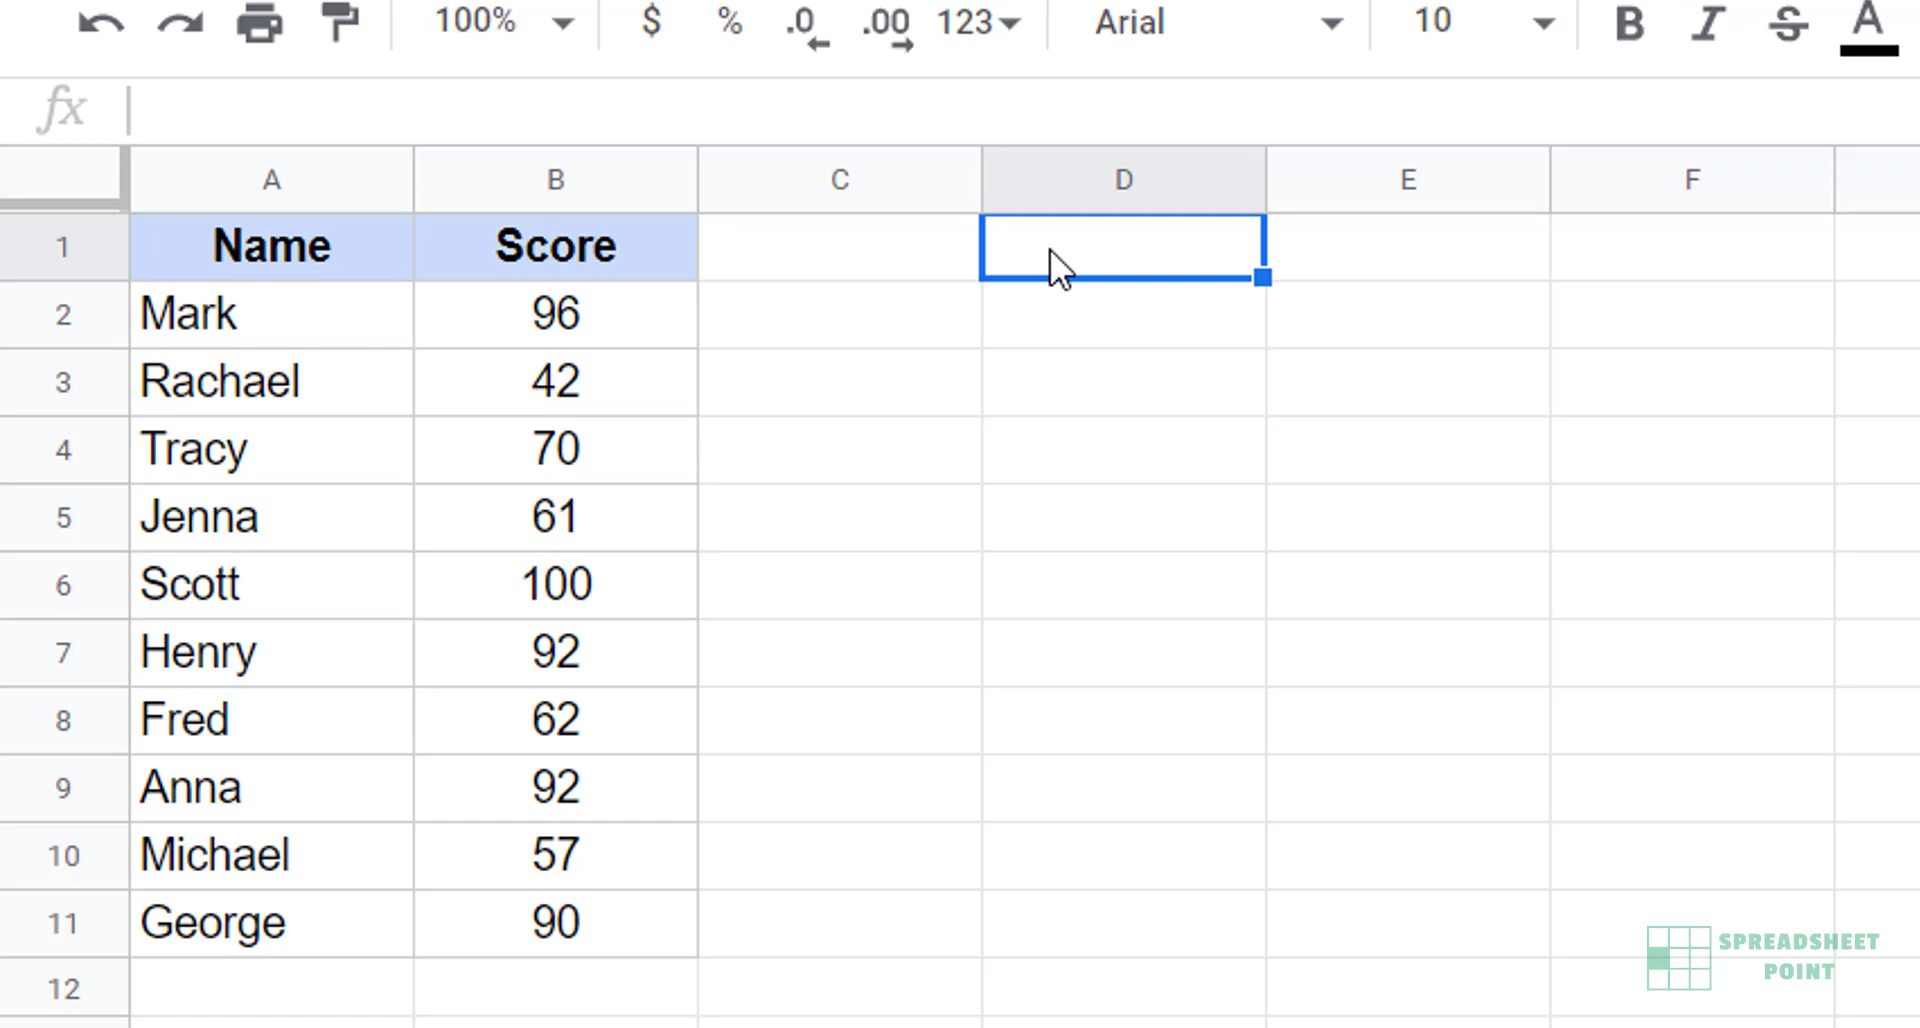 100% $ % .0 .00 123 Arial 10 B I S A
fx
A B C D E F
1 Name Score
2 Mark 96
3 Rachael 42
4 Tracy 70
5 Jenna 61
6 Scott 100
7 Henry 92
8 Fred 62
9 Anna 92
10 Michael 57
11 George 90
12
SPREADSHEET
POINT